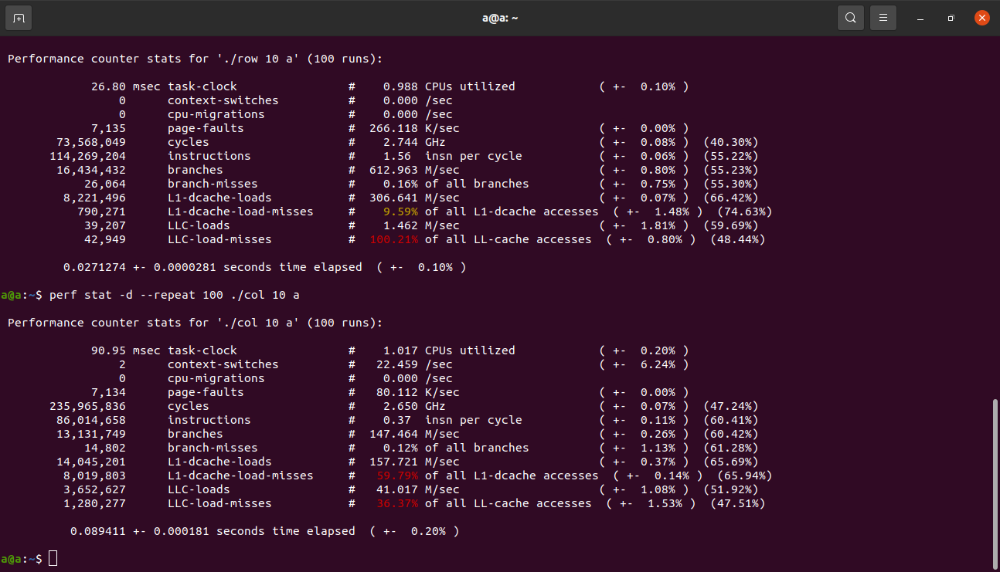 a@a: ~
Performance counter stats for './row 10 a' (100 runs):
26.80 msec task-clock # 0.988 CPUs utilized ( +- 0.10% )
0 context-switches # 0.000 /sec
0 cpu-migrations # 0.000 /sec
7,135 page-faults # 266.118 K/sec ( +- 0.00% )
73,568,049 cycles # 2.744 GHz ( +- 0.08% ) (40.30%)
114,269,204 instructions # 1.56 insn per cycle ( +- 0.06% ) (55.22%)
16,434,432 branches # 612.963 M/sec ( +- 0.80% ) (55.23%)
26,064 branch-misses # 0.16% of all branches ( +- 0.75% ) (55.30%)
8,221,496 L1-dcache-loads # 306.641 M/sec ( +- 0.07% ) (66.42%)
790,271 L1-dcache-load-misses # 9.59% of all L1-dcache accesses ( +- 1.48% ) (74.63%)
39,207 LLC-loads # 1.462 M/sec ( +- 1.81% ) (59.69%)
42,949 LLC-load-misses # 100.21% of all LL-cache accesses ( +- 0.80% ) (48.44%)
0.0271274 +- 0.0000281 seconds time elapsed ( +- 0.10% )
a@a:~$ perf stat -d --repeat 100 ./col 10 a
Performance counter stats for './col 10 a' (100 runs):
90.95 msec task-clock # 1.017 CPUs utilized ( +- 0.20% )
2 context-switches # 22.459 /sec ( +- 6.24% )
0 cpu-migrations # 0.000 /sec
7,134 page-faults # 80.112 K/sec ( +- 0.00% )
235,965,836 cycles # 2.650 GHz ( +- 0.07% ) (47.24%)
86,014,658 instructions # 0.37 insn per cycle ( +- 0.11% ) (60.41%)
13,131,749 branches # 147.464 M/sec ( +- 0.26% ) (60.42%)
14,802 branch-misses # 0.12% of all branches ( +- 1.13% ) (61.28%)
14,045,201 L1-dcache-loads # 157.721 M/sec ( +- 0.37% ) (65.69%)
8,019,803 L1-dcache-load-misses # 59.79% of all L1-dcache accesses ( +- 0.14% ) (65.94%)
3,652,627 LLC-loads # 41.017 M/sec ( +- 1.08% ) (51.92%)
1,280,277 LLC-load-misses # 36.37% of all LL-cache accesses ( +- 1.53% ) (47.51%)
0.089411 +- 0.000181 seconds time elapsed ( +- 0.20% )
a@a:~$